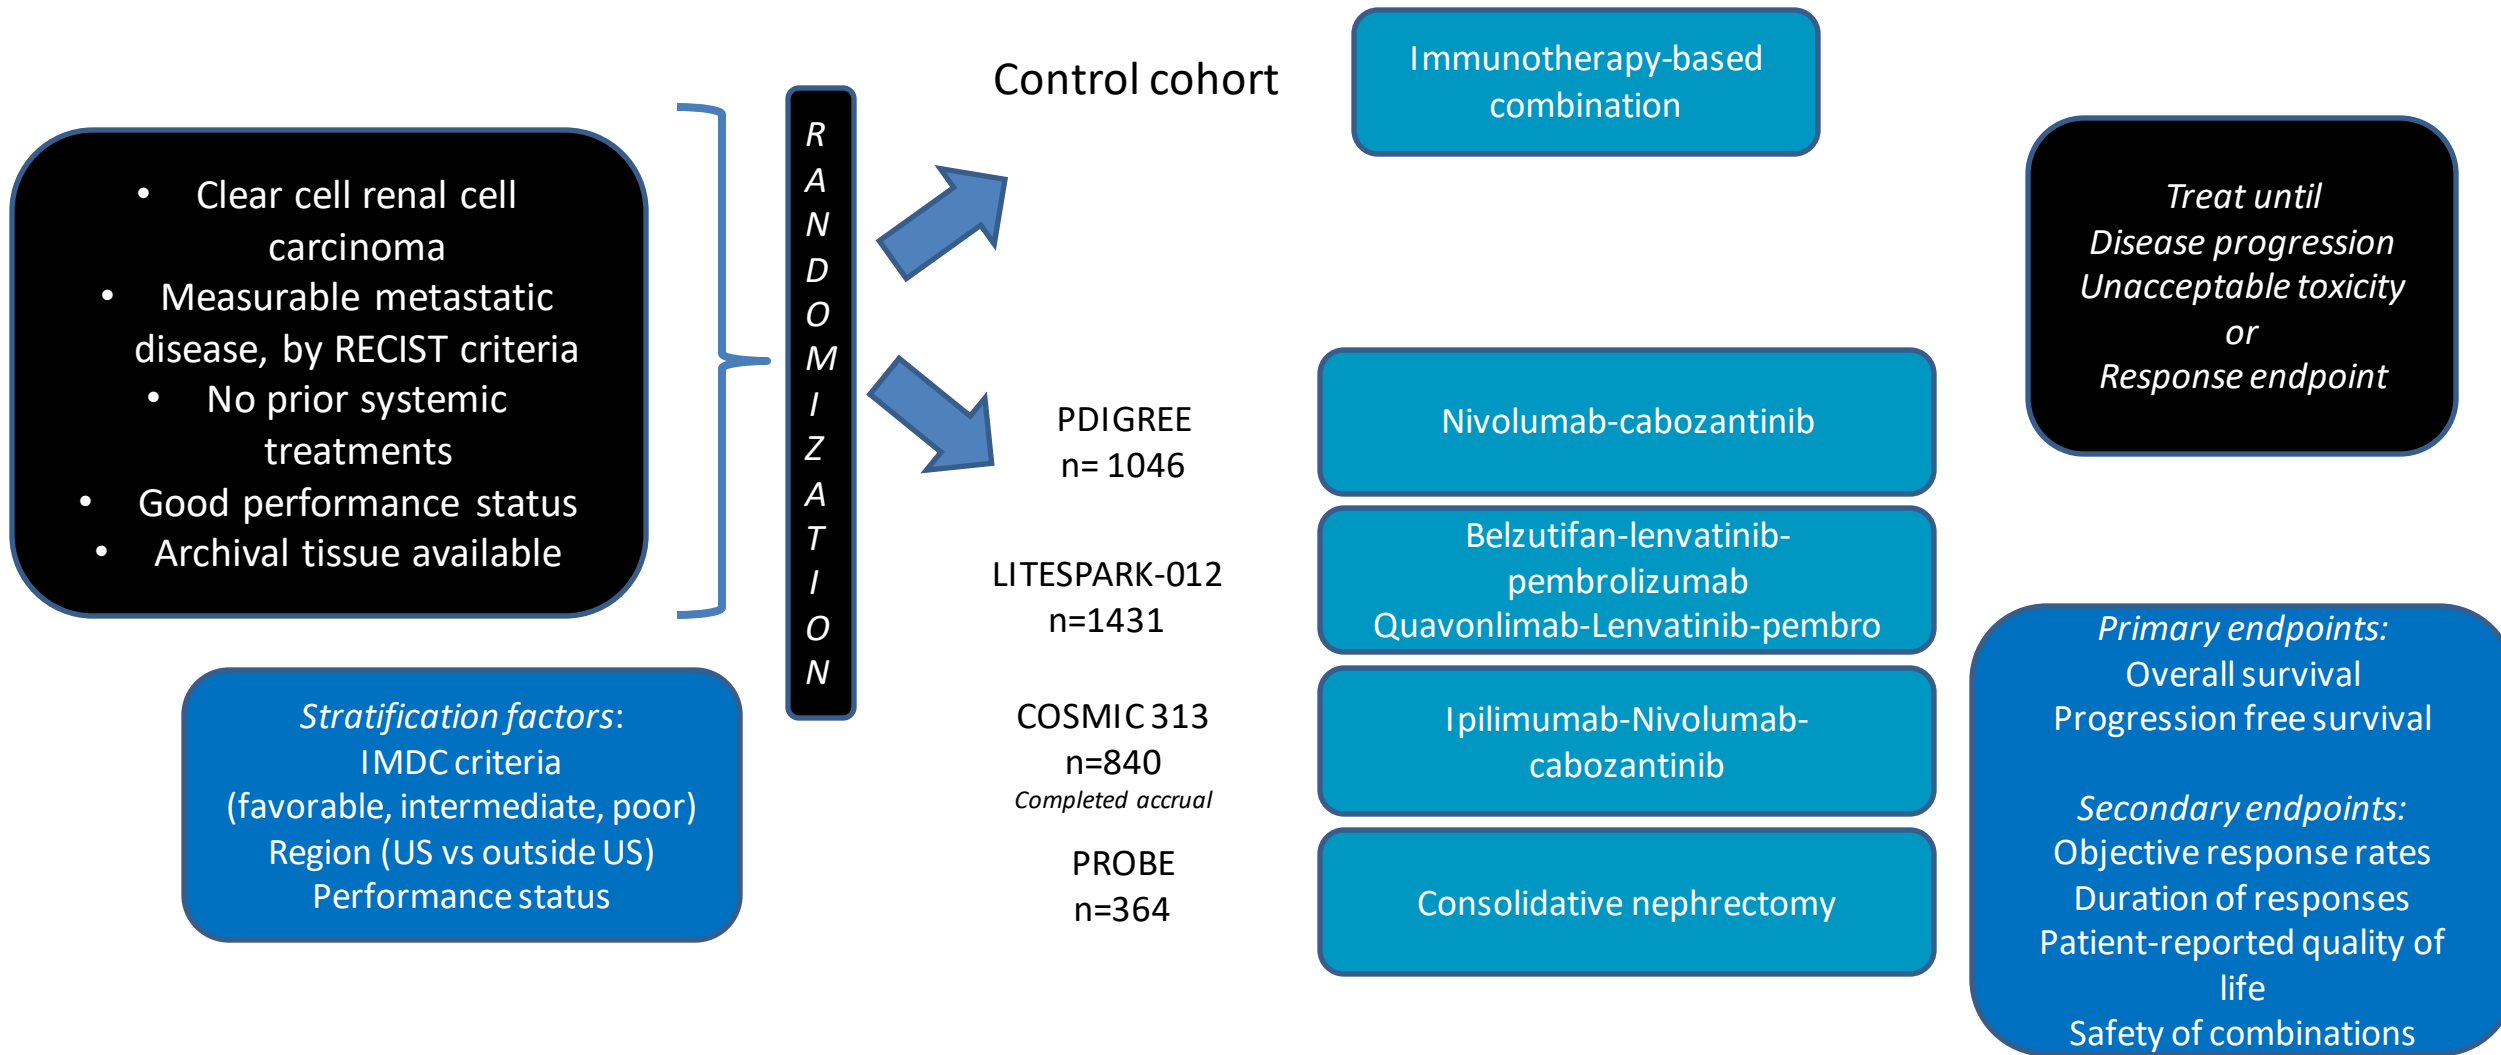 • Clear cell renal cell
carcinoma
• Measurable metastatic
disease, by RECIST criteria
• No prior systemic
treatments
• Good performance status
• Archival tissue available
Stratification factors:
IMDC criteria
(favorable, intermediate, poor)
Region (US vs outside US)
Performance status
R
A
N
D
O
M
I
Z
A
T
I
O
N
Control cohort
Immunotherapy-based
combination
PDIGREE
n= 1046
Nivolumab-cabozantinib
LITESPARK-012
n=1431
Belzutifan-lenvatinib-
pembrolizumab
Quavonlimab-Lenvatinib-pembro
COSMIC 313
n=840
Completed accrual
Ipilimumab-Nivolumab-
cabozantinib
PROBE
n=364
Consolidative nephrectomy
Treat until
Disease progression
Unacceptable toxicity
or
Response endpoint
Primary endpoints:
Overall survival
Progression free survival
Secondary endpoints:
Objective response rates
Duration of responses
Patient-reported quality of
life
Safety of combinations